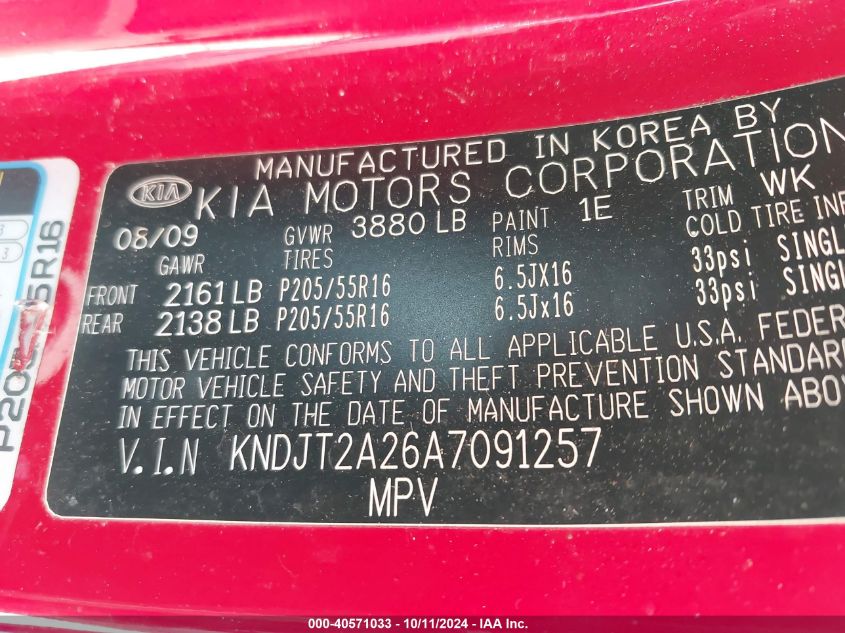 MANUFACTURED IN KOREA BY
KIA KIA MOTORS CORPORATION
08/09 GVWR 3880 LB PAINT 1E TRIM WK
GAWR TIRES RIMS COLD TIRE INF
FRONT 2161 LB P205/55R16 6.5JX16 33psi SINGL
REAR 2138 LB P205/55R16 6.5Jx16 33psi SINGL
THIS VEHICLE CONFORMS TO ALL APPLICABLE U.S.A. FEDER
MOTOR VEHICLE SAFETY AND THEFT PREVENTION STANDAR
IN EFFECT ON THE DATE OF MANUFACTURE SHOWN ABO
V.I.N KNDJT2A26A7091257
MPV
000-40571033 - 10/11/2024 - IAA Inc.